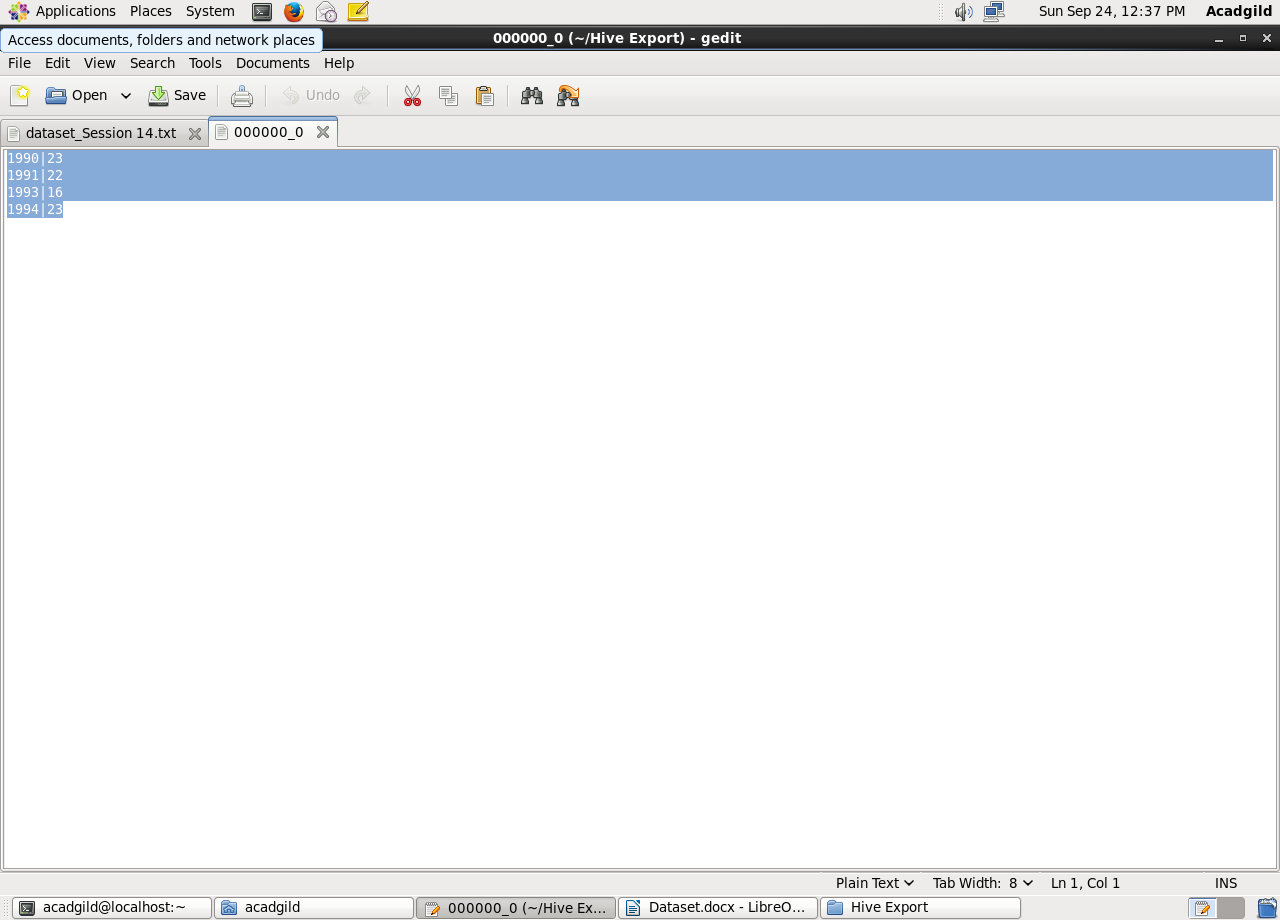 Applications Places System Sun Sep 24, 12:37 PM Acadgild
Access documents, folders and network places
000000_0 (~/Hive Export) - gedit
File Edit View Search Tools Documents Help
Open Save Undo
dataset_Session 14.txt 000000_0
1990|23
1991|22
1993|16
1994|23
Plain Text Tab Width: 8 Ln 1, Col 1 INS
acadgild@localhost:~ acadgild 000000_0 (~/Hive Ex... Dataset.docx - LibreO... Hive Export